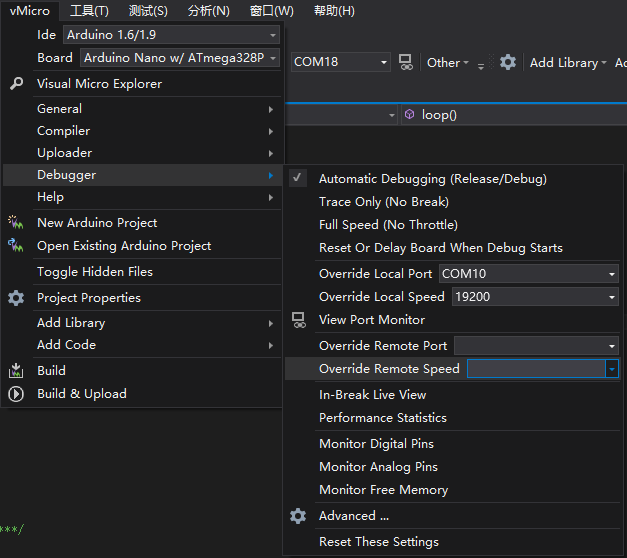 vMicro 工具(T) 测试(S) 分析(N) 窗口(W) 帮助(H)
Ide Arduino 1.6/1.9
Board Arduino Nano w/ ATmega328P COM18 Other Add Library Ad
Visual Micro Explorer
General
Compiler loop()
Uploader
Debugger
Help
New Arduino Project
Open Existing Arduino Project
Toggle Hidden Files
Project Properties
Add Library
Add Code
Build
Build & Upload
Automatic Debugging (Release/Debug)
Trace Only (No Break)
Full Speed (No Throttle)
Reset Or Delay Board When Debug Starts
Override Local Port COM10
Override Local Speed 19200
View Port Monitor
Override Remote Port
Override Remote Speed
In-Break Live View
Performance Statistics
Monitor Digital Pins
Monitor Analog Pins
Monitor Free Memory
Advanced ...
Reset These Settings
***/